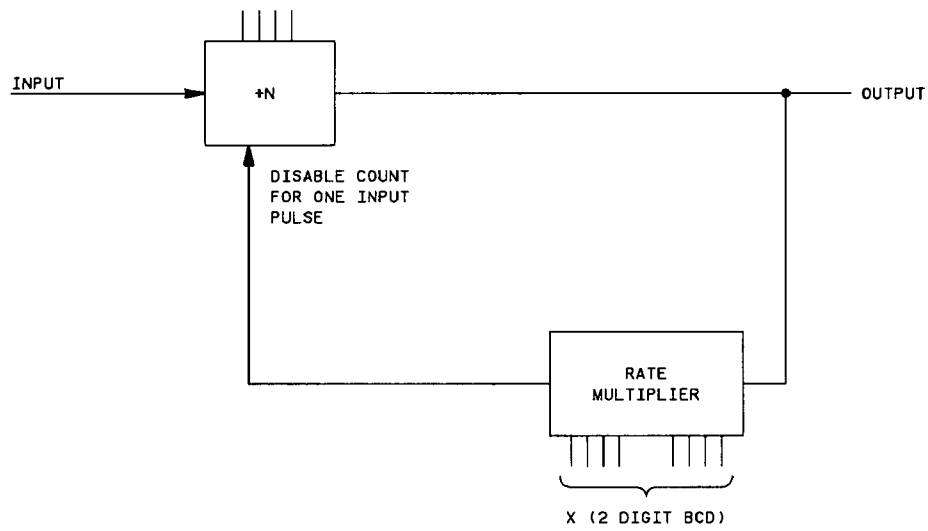 INPUT
÷N
OUTPUT
DISABLE COUNT
FOR ONE INPUT
PULSE
RATE
MULTIPLIER
X (2 DIGIT BCD)